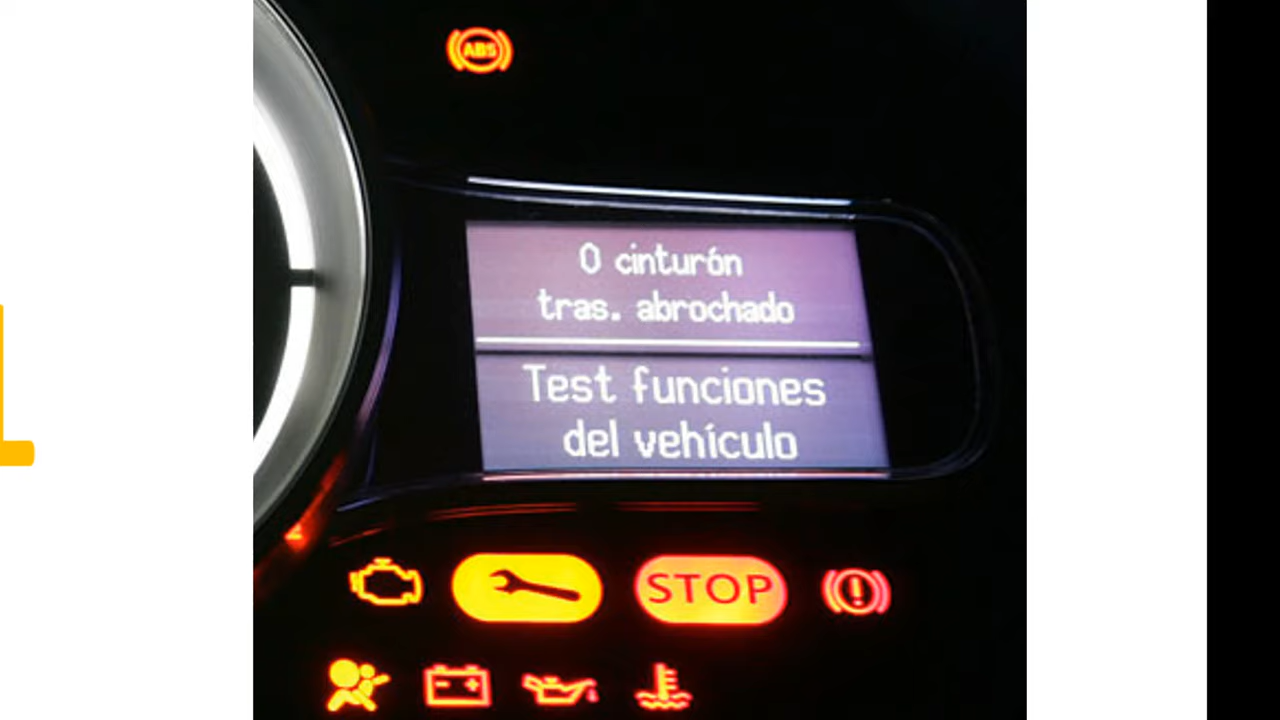 ABS
0 cinturón
tras. abrochado
Test funciones
del vehículo
STOP